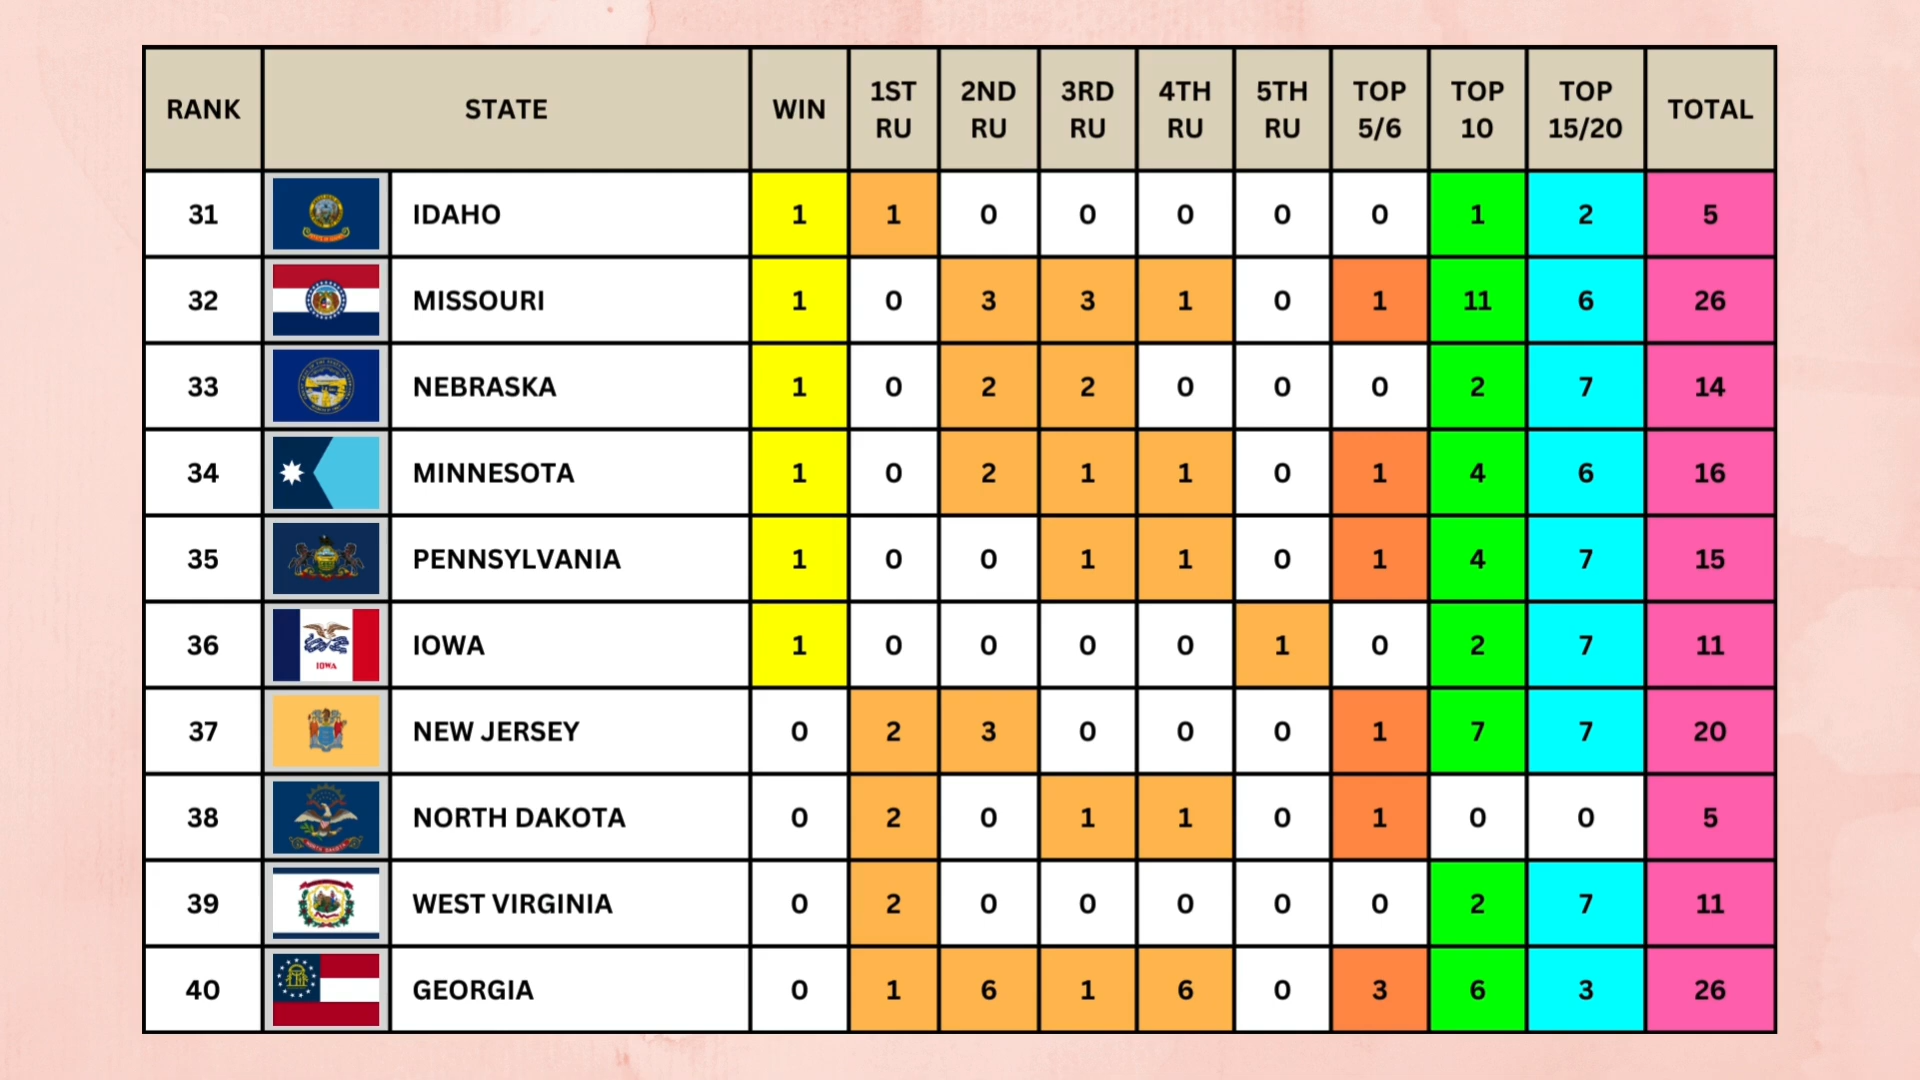 RANK STATE WIN 1ST RU 2ND RU 3RD RU 4TH RU 5TH RU TOP 5/6 TOP 10 TOP 15/20 TOTAL
31 IDAHO 1 1 0 0 0 0 0 1 2 5
32 MISSOURI 1 0 3 3 1 0 1 11 6 26
33 NEBRASKA 1 0 2 2 0 0 0 2 7 14
34 MINNESOTA 1 0 2 1 1 0 1 4 6 16
35 PENNSYLVANIA 1 0 0 1 1 0 1 4 7 15
IOWA
36 IOWA 1 0 0 0 0 1 0 2 7 11
37 NEW JERSEY 0 2 3 0 0 0 1 7 7 20
NORTH DAKOTA
38 NORTH DAKOTA 0 2 0 1 1 0 1 0 0 5
39 WEST VIRGINIA 0 2 0 0 0 0 0 2 7 11
40 GEORGIA 0 1 6 1 6 0 3 6 3 26